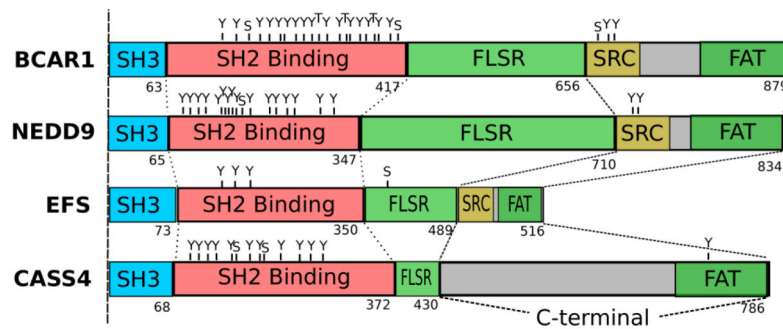 Y Y S Y Y Y Y Y Y T Y Y T Y Y Y T Y Y S S Y Y
BCAR1 SH3 SH2 Binding FLSR SRC FAT
63 417 656 879
Y Y Y Y Y Y Y Y S Y Y Y Y Y Y Y Y Y
NEDD9 SH3 SH2 Binding FLSR SRC FAT
65 347 710 834
Y Y Y S
EFS SH3 SH2 Binding FLSR SRC FAT
73 350 489 516
Y Y Y Y Y S Y Y S Y Y Y Y Y
CASS4 SH3 SH2 Binding FLSR FAT
68 372 430 786
C-terminal